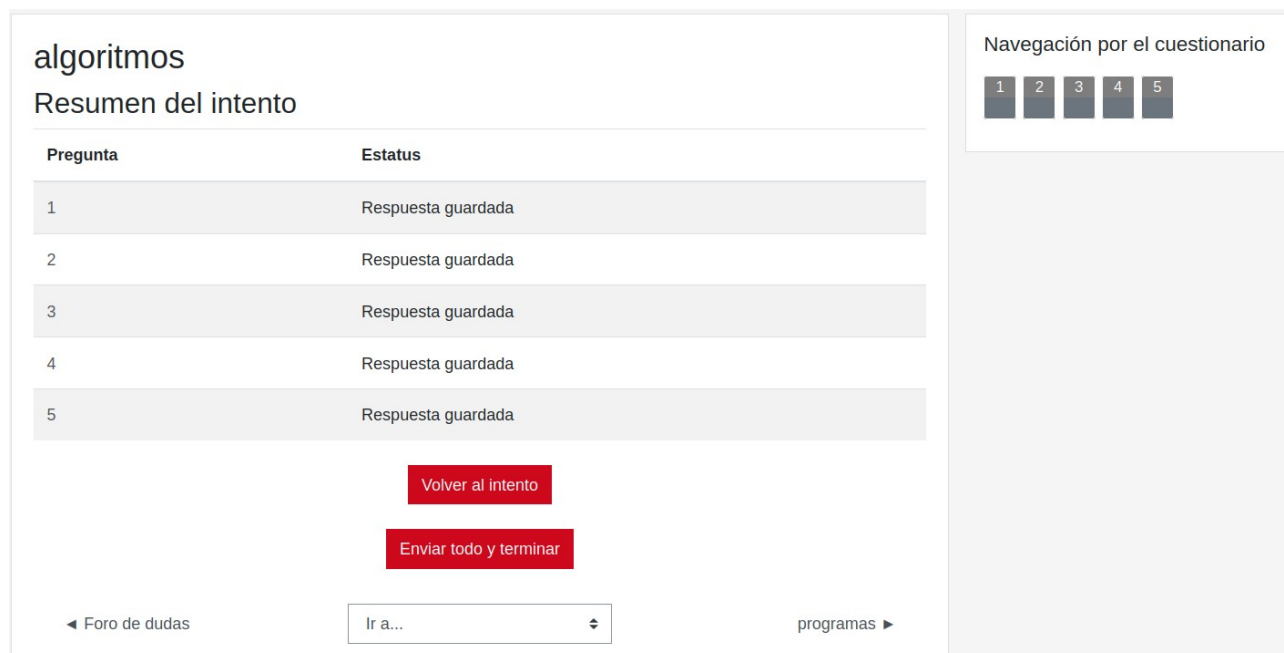 algoritmos
Resumen del intento
Pregunta Estatus
1 Respuesta guardada
2 Respuesta guardada
3 Respuesta guardada
4 Respuesta guardada
5 Respuesta guardada
Volver al intento
Enviar todo y terminar
◄ Foro de dudas Ir a... programas ►
Navegación por el cuestionario
1 2 3 4 5